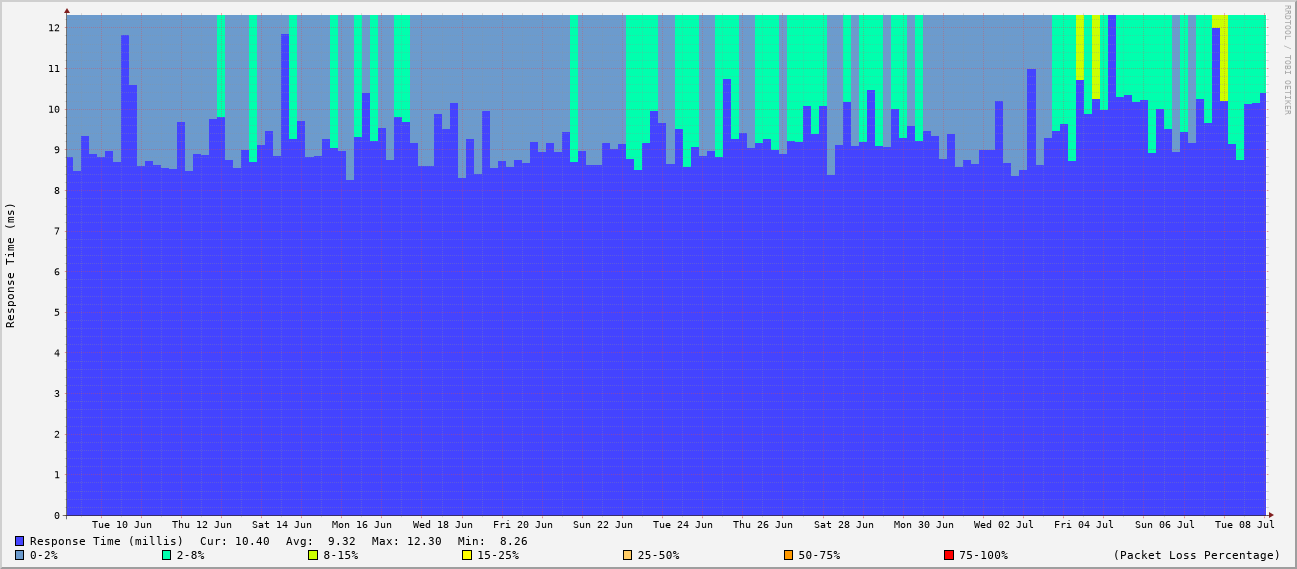 RRDTOOL / TOBI OETIKER
Response Time (ms)
12
11
10
9
8
7
6
5
4
3
2
1
0
Tue 10 Jun Thu 12 Jun Sat 14 Jun Mon 16 Jun Wed 18 Jun Fri 20 Jun Sun 22 Jun Tue 24 Jun Thu 26 Jun Sat 28 Jun Mon 30 Jun Wed 02 Jul Fri 04 Jul Sun 06 Jul Tue 08 Jul
Response Time (millis) Cur: 10.40 Avg: 9.32 Max: 12.30 Min: 8.26
0-2% 2-8% 8-15% 15-25% 25-50% 50-75% 75-100% (Packet Loss Percentage)